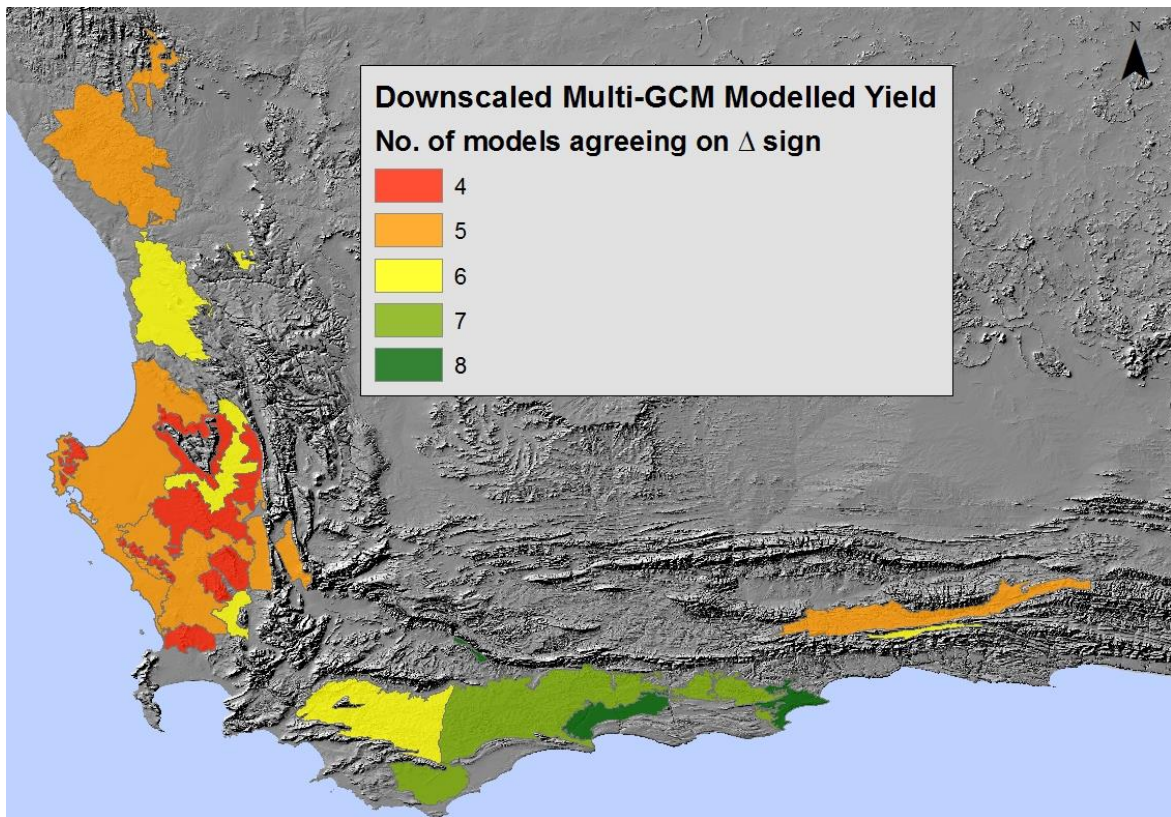 N
Downscaled Multi-GCM Modelled Yield
No. of models agreeing on Δ sign
4
5
6
7
8